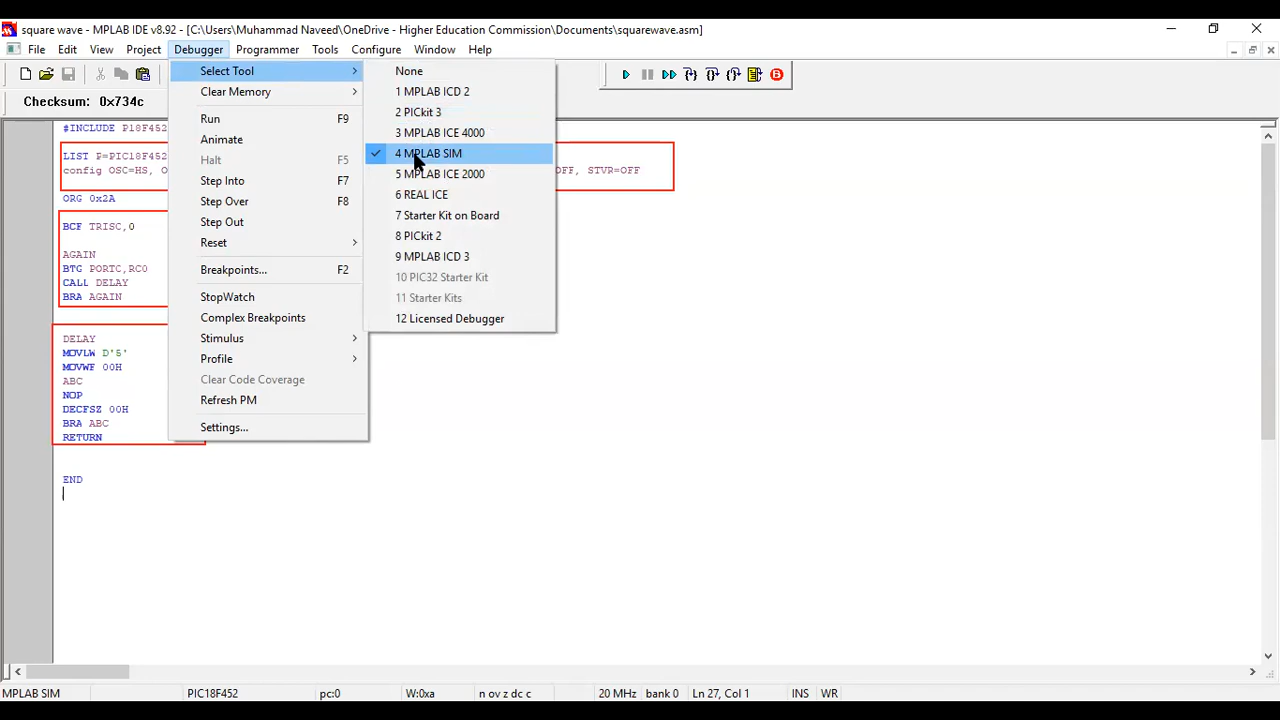 square wave - MPLAB IDE v8.92 - [C:\Users\Muhammad Naveed\OneDrive - Higher Education Commission\Documents\squarewave.asm]
File Edit View Project Debugger Programmer Tools Configure Window Help
Checksum: 0x734c
Select Tool
Clear Memory
Run F9
Animate
Halt F5
Step Into F7
Step Over F8
Step Out
Reset
Breakpoints... F2
StopWatch
Complex Breakpoints
Stimulus
Profile
Clear Code Coverage
Refresh PM
Settings...
None
1 MPLAB ICD 2
2 PICkit 3
3 MPLAB ICE 4000
4 MPLAB SIM
5 MPLAB ICE 2000
6 REAL ICE
7 Starter Kit on Board
8 PICkit 2
9 MPLAB ICD 3
10 PIC32 Starter Kit
11 Starter Kits
12 Licensed Debugger
#INCLUDE P18F452
LIST P=PIC18F452
config OSC=HS, O FF, STVR=OFF
ORG 0x2A
BCF TRISC,0
AGAIN
BTG PORTC,RC0
CALL DELAY
BRA AGAIN
DELAY
MOVLW D'5'
MOVWF 00H
ABC
NOP
DECFSZ 00H
BRA ABC
RETURN
END
MPLAB SIM PIC18F452 pc:0 W:0xa n ov z dc c 20 MHz bank 0 Ln 27, Col 1 INS WR